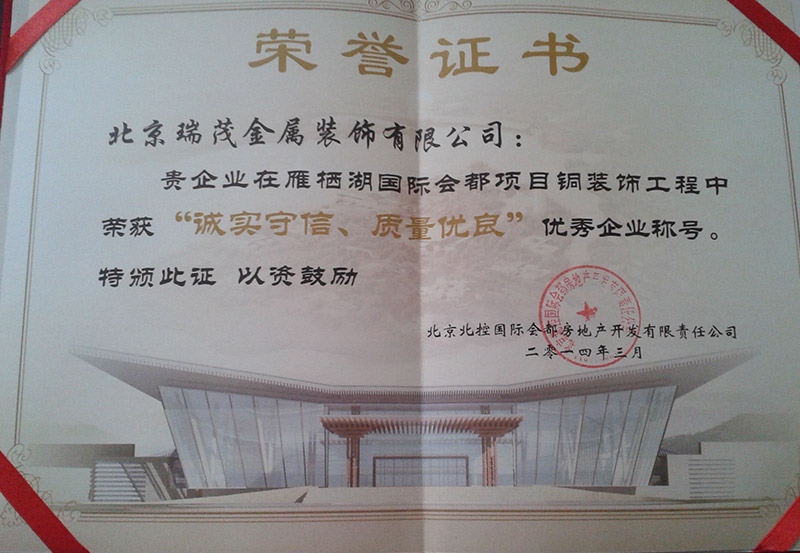 荣誉证书
北京瑞茂金属装饰有限公司：
贵企业在雁栖湖国际会都项目铜装饰工程中
荣获“诚实守信、质量优良”优秀企业称号。
特颁此证 以资鼓励
北京北控国际会都房地产开发有限责任公司
二零一四年三月